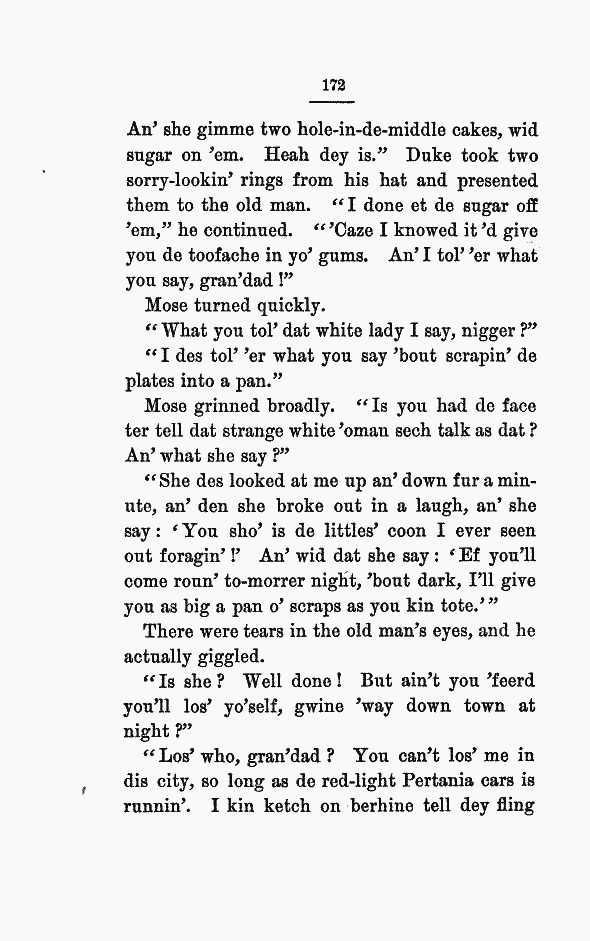 172
An' she gimme two hole-in-de-middle cakes, wid
sugar on 'em. Heah dey is." Duke took two
sorry-lookin' rings from his hat and presented
them to the old man. "I done et de sugar off
'em," he continued. "'Caze I knowed it 'd give
you de toofache in yo' gums. An' I tol' 'er what
you say, gran'dad!"
Mose turned quickly.
"What you tol' dat white lady I say, nigger?"
"I des tol' 'er what you say 'bout scrapin' de
plates into a pan."
Mose grinned broadly. "Is you had de face
ter tell dat strange white 'oman sech talk as dat?
An' what she say?"
"She des looked at me up an' down fur a min-
ute, an' den she broke out in a laugh, an' she
say: 'You sho' is de littles' coon I ever seen
out foragin'!' An' wid dat she say: 'Ef you'll
come roun' to-morrer night, 'bout dark, I'll give
you as big a pan o' scraps as you kin tote.'"
There were tears in the old man's eyes, and he
actually giggled.
"Is she? Well done! But ain't you 'feerd
you'll los' yo'self, gwine 'way down town at
night?"
"Los' who, gran'dad? You can't los' me in
dis city, so long as de red-light Pertania cars is
runnin'. I kin ketch on berhine tell dey fling